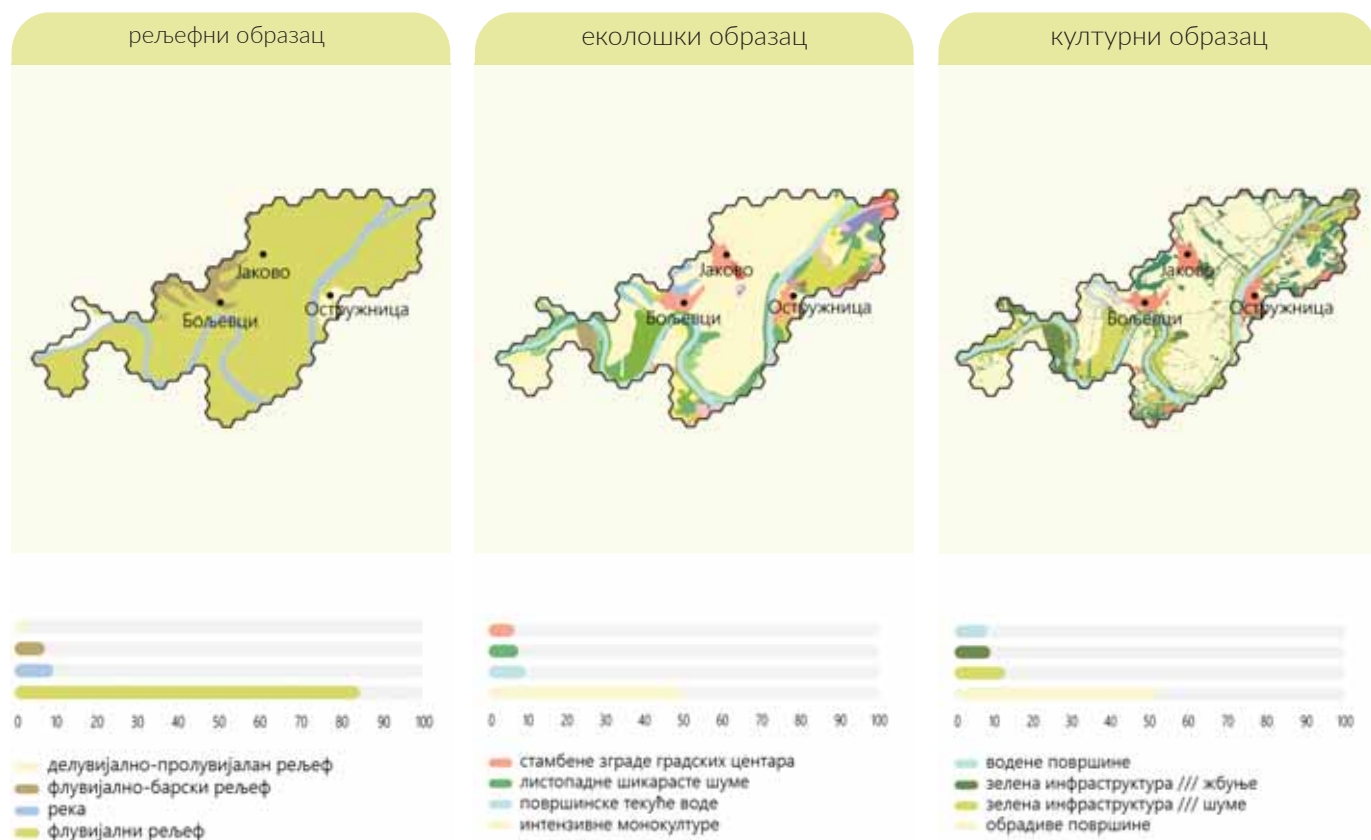 рељефни образац
еколошки образац
културни образац
Јаково
Бољевци
Остружница
Јаково
Бољевци
Остружница
Јаково
Бољевци
Остружница
0 10 20 30 40 50 60 70 80 90 100
0 10 20 30 40 50 60 70 80 90 100
0 10 20 30 40 50 60 70 80 90 100
делувијално-пролувијалан рељеф
флувијално-барски рељеф
река
флувијални рељеф
стамбене зграде градских центара
листопадне шикарасте шуме
површинске текуће воде
интензивне монокултуре
водене површине
зелена инфраструктура /// жбуње
зелена инфраструктура /// шуме
обрадиве површине